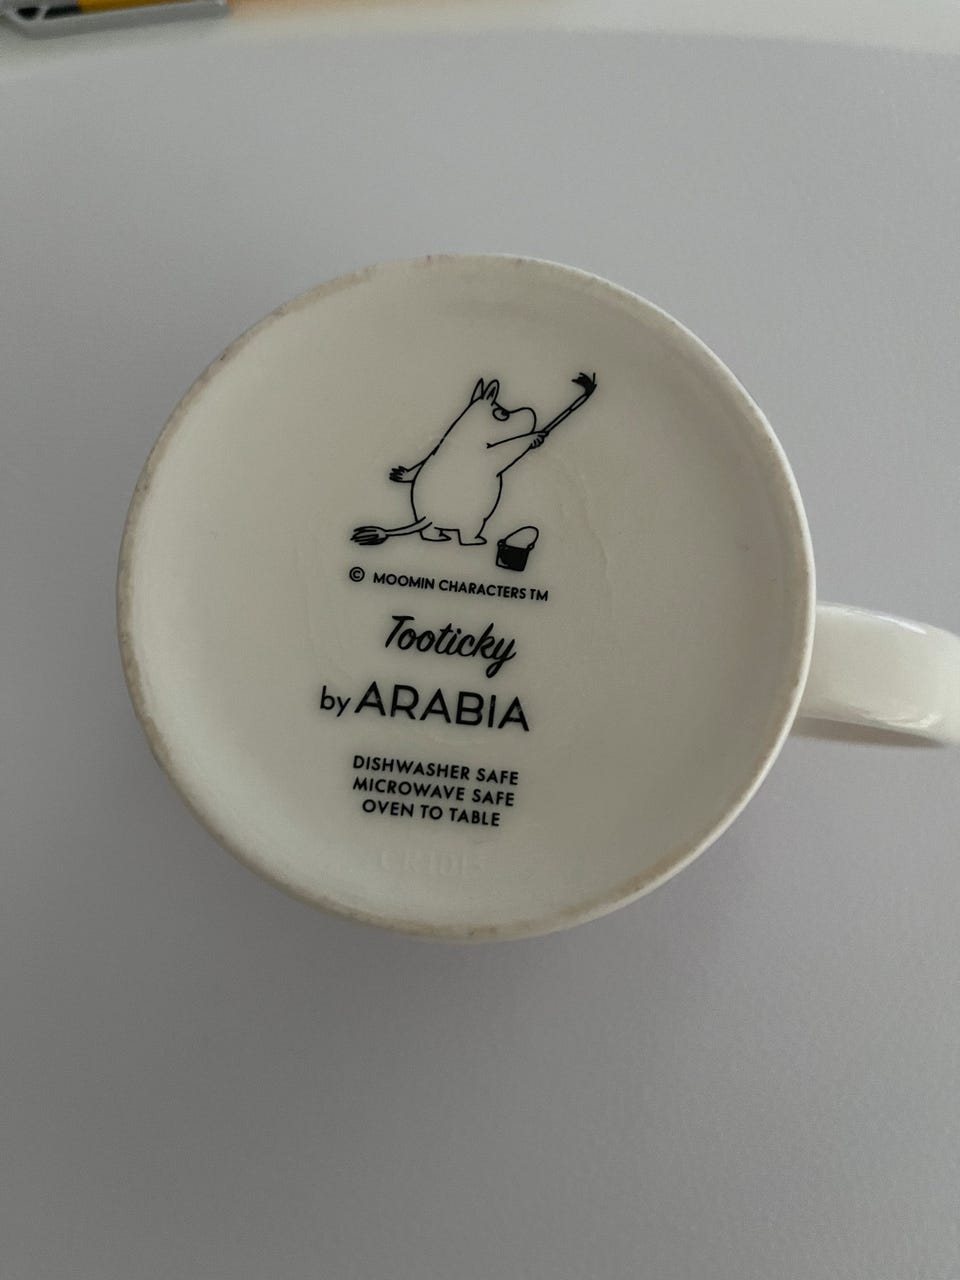 © MOOMIN CHARACTERS TM
Tooticky
by ARABIA
DISHWASHER SAFE
MICROWAVE SAFE
OVEN TO TABLE